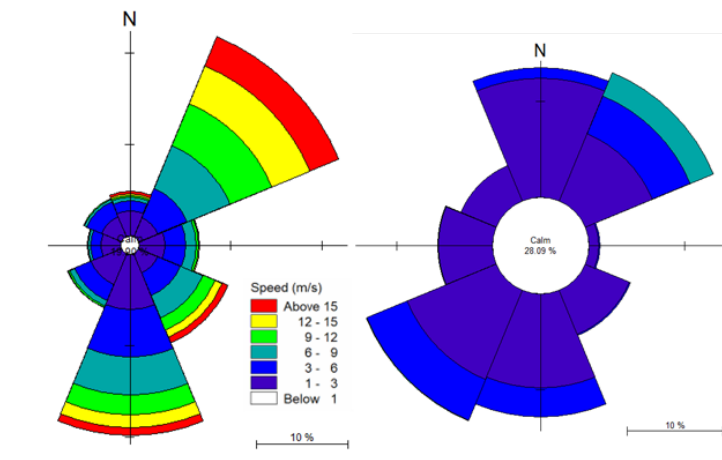 N
Speed (m/s)
Above 15
12 - 15
9 - 12
6 - 9
3 - 6
1 - 3
Below 1
10 %
N
Calm
28.09 %
10 %